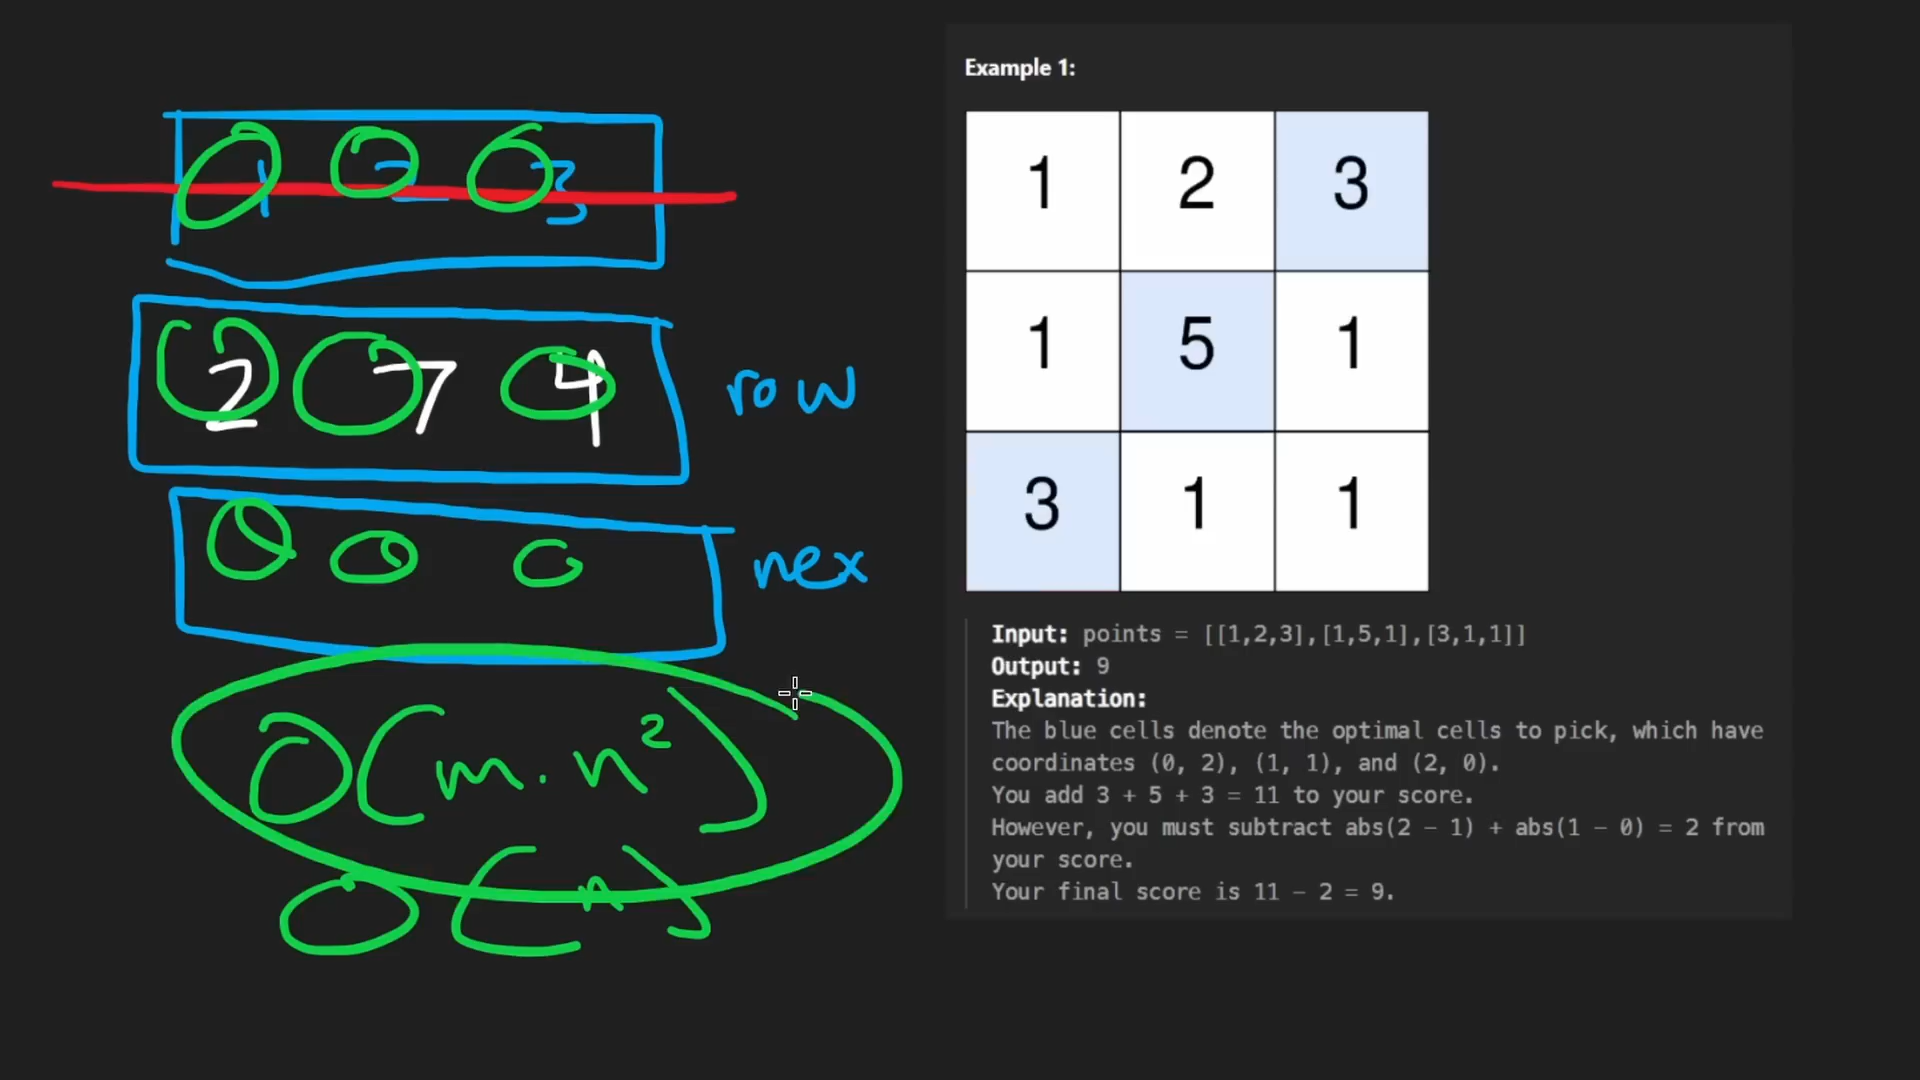 1 2 3
2 7 4 row
nex
O(m·n²)
O(n)
Example 1:
1 2 3
1 5 1
3 1 1
Input: points = [[1,2,3],[1,5,1],[3,1,1]]
Output: 9
Explanation:
The blue cells denote the optimal cells to pick, which have
coordinates (0, 2), (1, 1), and (2, 0).
You add 3 + 5 + 3 = 11 to your score.
However, you must subtract abs(2 - 1) + abs(1 - 0) = 2 from
your score.
Your final score is 11 - 2 = 9.